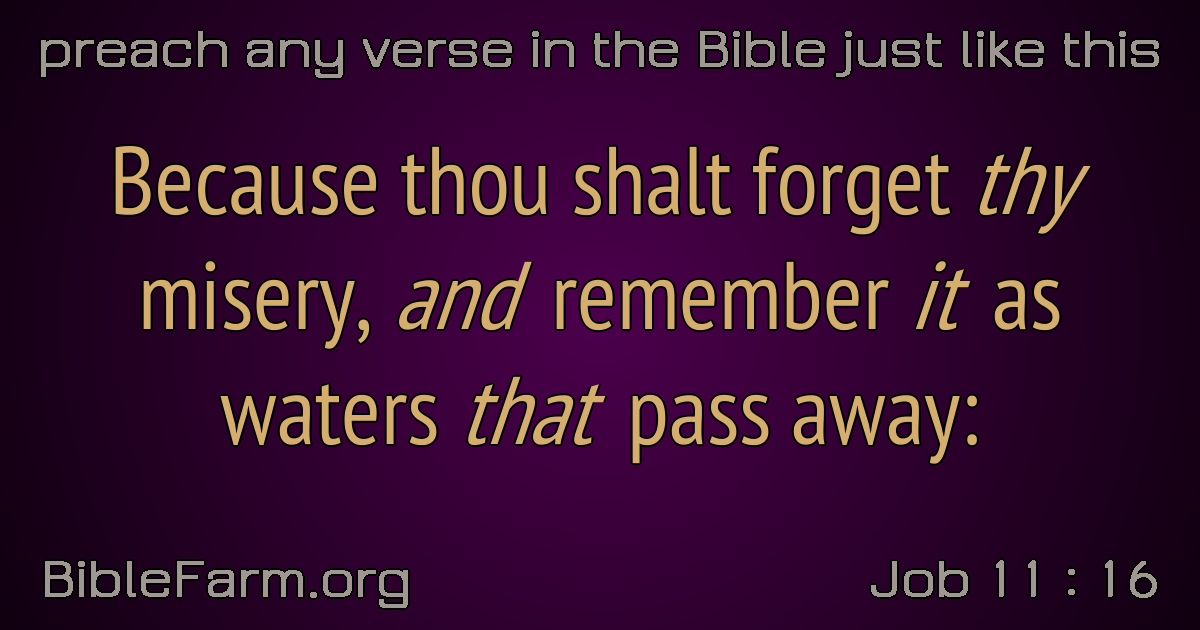 preach any verse in the Bible just like this
Because thou shalt forget thy
misery, and remember it as
waters that pass away:
BibleFarm.org
Job 11 : 16